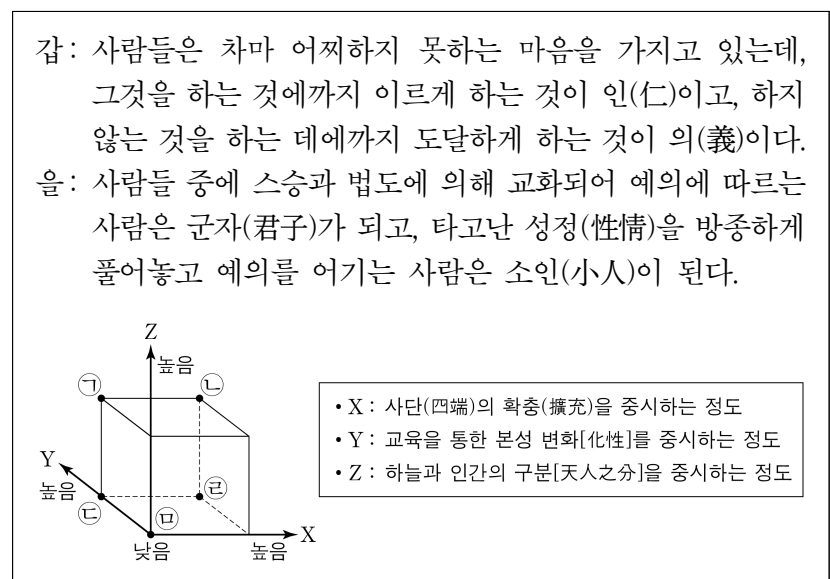 갑: 사람들은 차마 어찌하지 못하는 마음을 가지고 있는데,
그것을 하는 것에까지 이르게 하는 것이 인(仁)이고, 하지
않는 것을 하는 데에까지 도달하게 하는 것이 의(義)이다.
을: 사람들 중에 스승과 법도에 의해 교화되어 예의에 따르는
사람은 군자(君子)가 되고, 타고난 성정(性情)을 방종하게
풀어놓고 예의를 어기는 사람은 소인(小人)이 된다.
Z
높음
㉠
㉡
• X : 사단(四端)의 확충(擴充)을 중시하는 정도
• Y : 교육을 통한 본성 변화[化性]를 중시하는 정도
• Z : 하늘과 인간의 구분[天人之分]을 중시하는 정도
Y
높음
㉢
㉣
㉤
X
낮음
높음